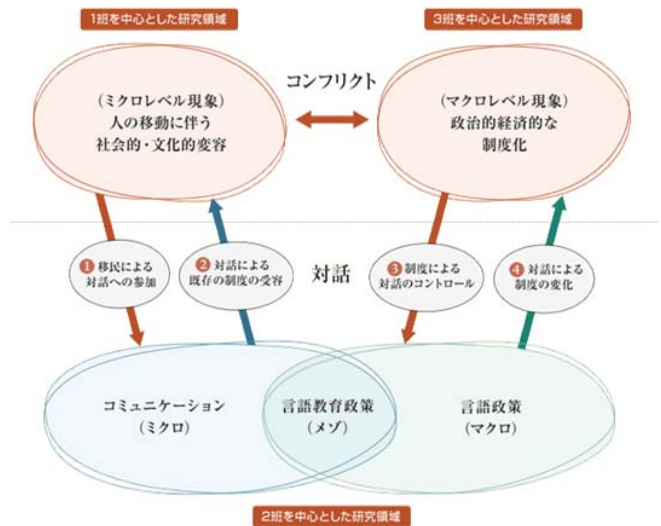 1班を中心とした研究領域
3班を中心とした研究領域
コンフリクト
(ミクロレベル現象)
人の移動に伴う
社会的・文化的変容
(マクロレベル現象)
政治的経済的な
制度化
1 移民による
対話への参加
2 対話による
既存の制度の受容
対話
3 制度による
対話のコントロール
4 対話による
制度の変化
コミュニケーション
(ミクロ)
言語教育政策
(メゾ)
言語政策
(マクロ)
2班を中心とした研究領域